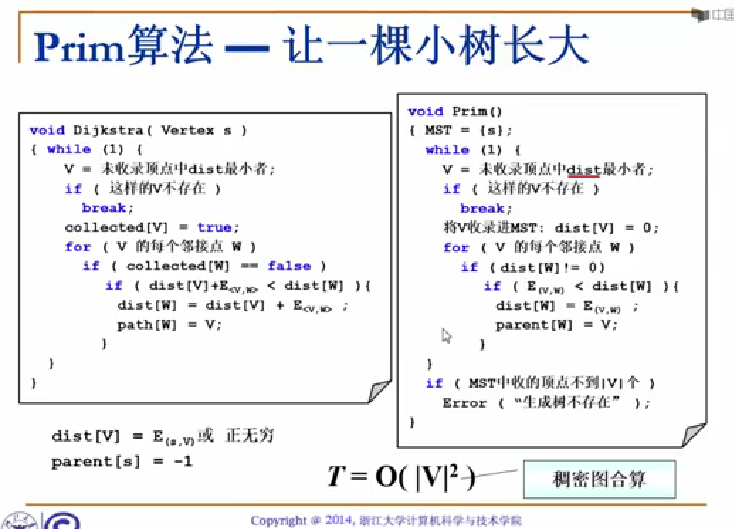 中国
Prim算法 — 让一棵小树长大
void Dijkstra( Vertex s )
{ while (1) {
V = 未收录顶点中dist最小者;
if ( 这样的V不存在 )
break;
collected[V] = true;
for ( V 的每个邻接点 W )
if ( collected[W] == false )
if ( dist[V]+E<V,W> < dist[W] ){
dist[W] = dist[V] + E<V,W> ;
path[W] = V;
}
}
}
void Prim()
{ MST = {s};
while (1) {
V = 未收录顶点中dist最小者;
if ( 这样的V不存在 )
break;
将V收录进MST: dist[V] = 0;
for ( V 的每个邻接点 W )
if (dist[W]!= 0)
if ( E(V,W) < dist[W] ){
dist[W] = E(V,W) ;
parent[W] = V;
}
}
if ( MST中收的顶点不到|V|个 )
Error ( “生成树不存在” );
}
dist[V] = E(s,V)或 正无穷
parent[s] = -1
T = O( |V|2 )
稠密图合算
Copyright @ 2014, 浙江大学计算机科学与技术学院